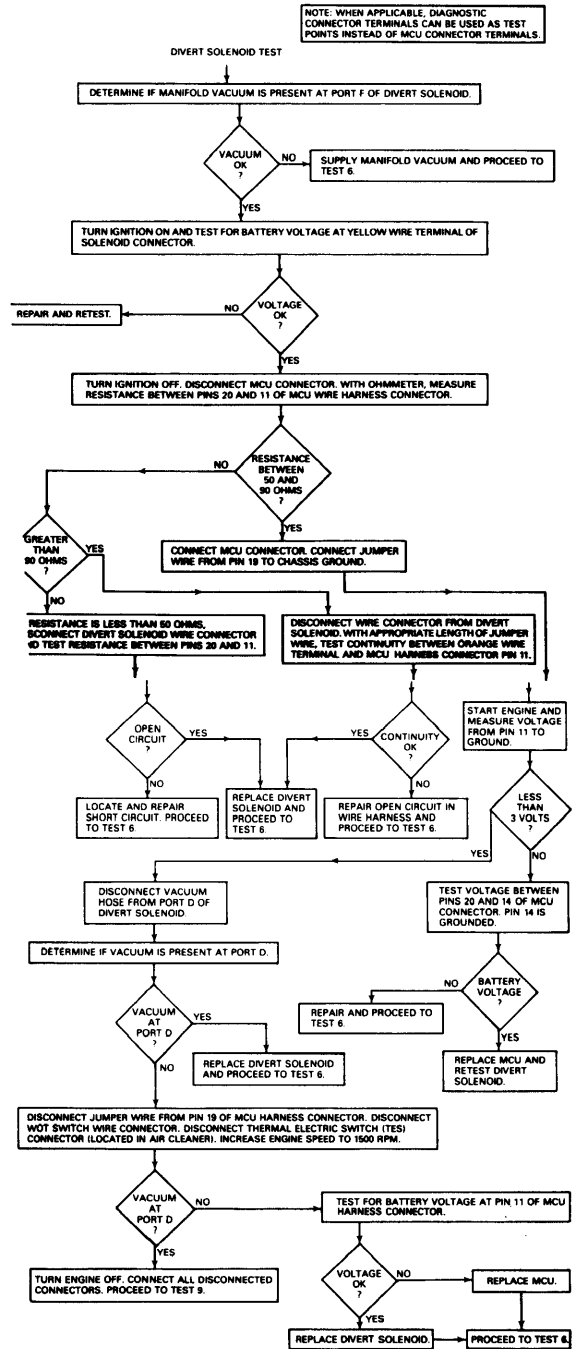 NOTE: WHEN APPLICABLE, DIAGNOSTIC
CONNECTOR TERMINALS CAN BE USED AS TEST
POINTS INSTEAD OF MCU CONNECTOR TERMINALS.
DIVERT SOLENOID TEST
DETERMINE IF MANIFOLD VACUUM IS PRESENT AT PORT F OF DIVERT SOLENOID.
VACUUM
OK
?
NO
SUPPLY MANIFOLD VACUUM AND PROCEED TO
TEST 6.
YES
TURN IGNITION ON AND TEST FOR BATTERY VOLTAGE AT YELLOW WIRE TERMINAL OF
SOLENOID CONNECTOR.
REPAIR AND RETEST.
NO
VOLTAGE
OK
?
YES
TURN IGNITION OFF. DISCONNECT MCU CONNECTOR. WITH OHMMETER, MEASURE
RESISTANCE BETWEEN PINS 20 AND 11 OF MCU WIRE HARNESS CONNECTOR.
NO
RESISTANCE
BETWEEN
50 AND
90 OHMS
?
YES
GREATER
THAN
90 OHMS
?
YES
NO
CONNECT MCU CONNECTOR. CONNECT JUMPER
WIRE FROM PIN 19 TO CHASSIS GROUND.
RESISTANCE IS LESS THAN 50 OHMS,
SCONNECT DIVERT SOLENOID WIRE CONNECTOR
ID TEST RESISTANCE BETWEEN PINS 20 AND 11.
DISCONNECT WIRE CONNECTOR FROM DIVERT
SOLENOID. WITH APPROPRIATE LENGTH OF JUMPER
WIRE, TEST CONTINUITY BETWEEN ORANGE WIRE
TERMINAL AND MCU HARNESS CONNECTOR PIN 11.
START ENGINE AND
MEASURE VOLTAGE
FROM PIN 11 TO
GROUND.
OPEN
CIRCUIT
?
YES
NO
YES
CONTINUITY
OK
?
NO
LOCATE AND REPAIR
SHORT CIRCUIT. PROCEED
TO TEST 6.
REPLACE DIVERT
SOLENOID AND
PROCEED TO
TEST 6.
REPAIR OPEN CIRCUIT IN
WIRE HARNESS AND
PROCEED TO TEST 6.
LESS
THAN
3 VOLTS
?
YES
NO
DISCONNECT VACUUM
HOSE FROM PORT D OF
DIVERT SOLENOID.
TEST VOLTAGE BETWEEN
PINS 20 AND 14 OF MCU
CONNECTOR. PIN 14 IS
GROUNDED.
DETERMINE IF VACUUM IS PRESENT AT PORT D.
NO
BATTERY
VOLTAGE
?
YES
VACUUM
AT
PORT D
?
YES
NO
REPAIR AND PROCEED TO
TEST 6.
REPLACE DIVERT SOLENOID
AND PROCEED TO TEST 6.
REPLACE MCU AND
RETEST DIVERT
SOLENOID.
DISCONNECT JUMPER WIRE FROM PIN 19 OF MCU HARNESS CONNECTOR. DISCONNECT
WOT SWITCH WIRE CONNECTOR. DISCONNECT THERMAL ELECTRIC SWITCH (TES)
CONNECTOR (LOCATED IN AIR CLEANER). INCREASE ENGINE SPEED TO 1500 RPM.
VACUUM
AT
PORT D
?
NO
YES
TEST FOR BATTERY VOLTAGE AT PIN 11 OF MCU
HARNESS CONNECTOR.
TURN ENGINE OFF. CONNECT ALL DISCONNECTED
CONNECTORS. PROCEED TO TEST 9.
VOLTAGE
OK
?
NO
REPLACE MCU.
YES
REPLACE DIVERT SOLENOID.
PROCEED TO TEST 6.